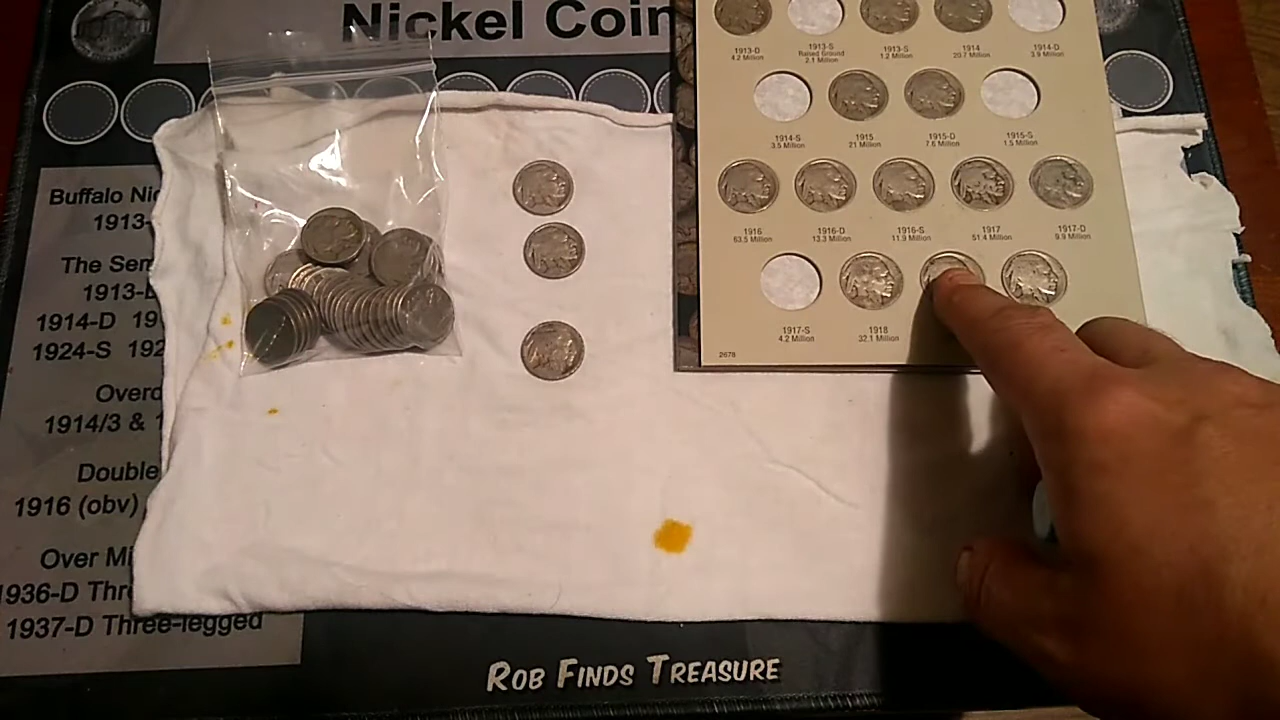 Nickel Coin
Buffalo Nic
1913-
The Sen
1913-D
1914-D 19
1924-S 192
Overd
1914/3 & 1
Double
1916 (obv)
Over Mi
1936-D Thre
1937-D Three-legged
1913-D
4.2 Million
1913-S
Raised Ground
2.1 Million
1913-S
1.2 Million
1914
20.7 Million
1914-D
3.9 Million
1914-S
3.5 Million
1915
21 Million
1915-D
7.6 Million
1915-S
1.5 Million
1916
63.5 Million
1916-D
13.3 Million
1916-S
11.9 Million
1917
51.4 Million
1917-D
9.9 Million
1917-S
4.2 Million
1918
32.1 Million
2678
ROB FINDS TREASURE